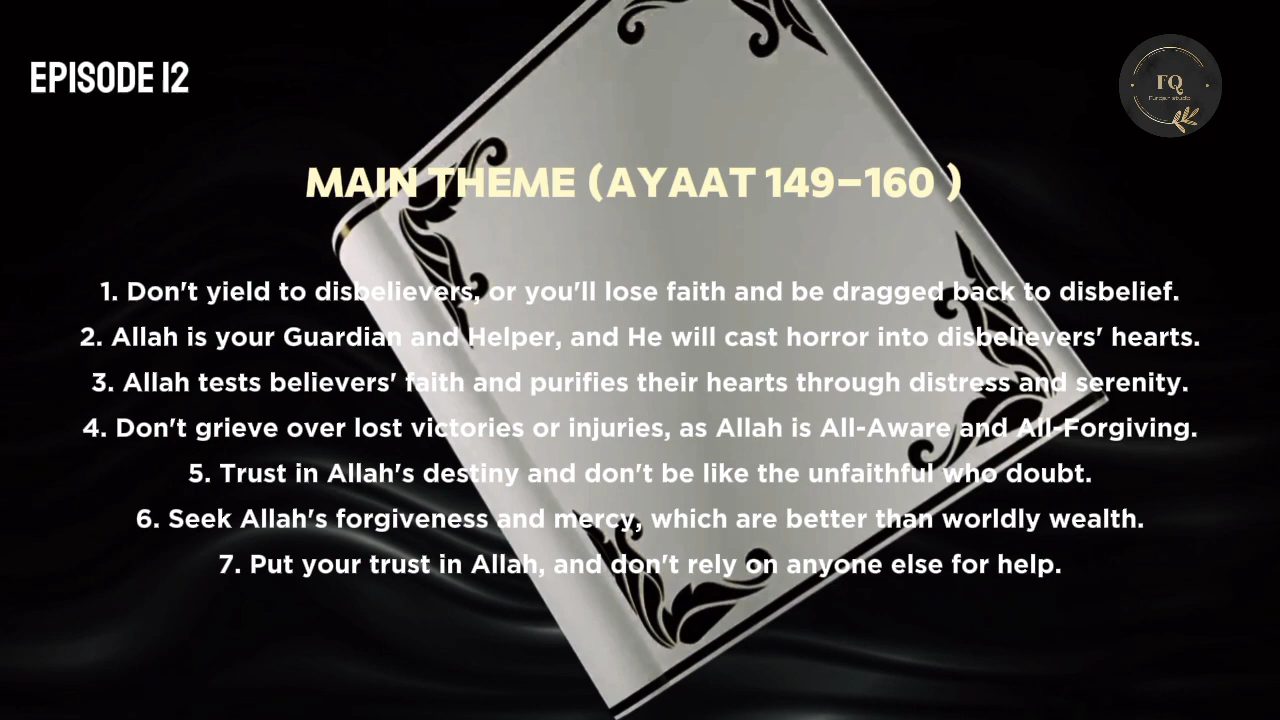 EPISODE 12
FQ
Furqan studio
MAIN THEME (AYAAT 149–160 )
1. Don't yield to disbelievers, or you'll lose faith and be dragged back to disbelief.
2. Allah is your Guardian and Helper, and He will cast horror into disbelievers' hearts.
3. Allah tests believers' faith and purifies their hearts through distress and serenity.
4. Don't grieve over lost victories or injuries, as Allah is All-Aware and All-Forgiving.
5. Trust in Allah's destiny and don't be like the unfaithful who doubt.
6. Seek Allah's forgiveness and mercy, which are better than worldly wealth.
7. Put your trust in Allah, and don't rely on anyone else for help.